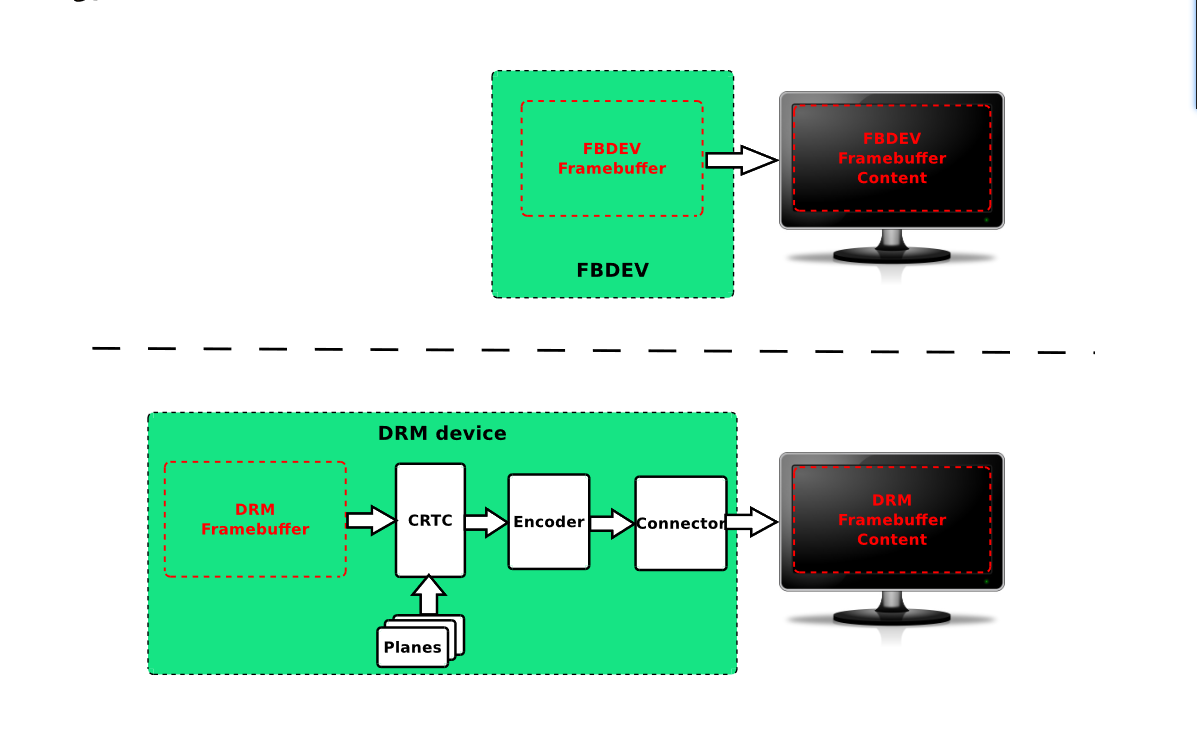 FBDEV
Framebuffer
FBDEV
Framebuffer
Content
FBDEV
DRM device
DRM
Framebuffer
CRTC
Encoder
Connector
DRM
Framebuffer
Content
Planes